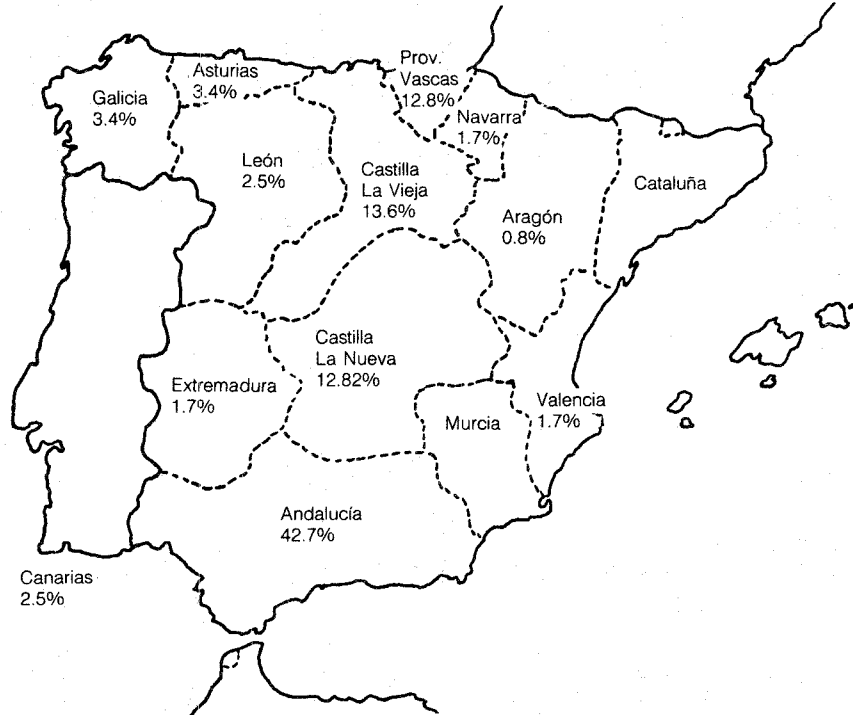 Prov.
Vascas
12.8%
Asturias
3.4%
Galicia
3.4%
Navarra
1.7%
León
2.5%
Castilla
La Vieja
13.6%
Cataluña
Aragón
0.8%
Castilla
La Nueva
12.82%
Extremadura
1.7%
Valencia
1.7%
Murcia
Andalucía
42.7%
Canarias
2.5%